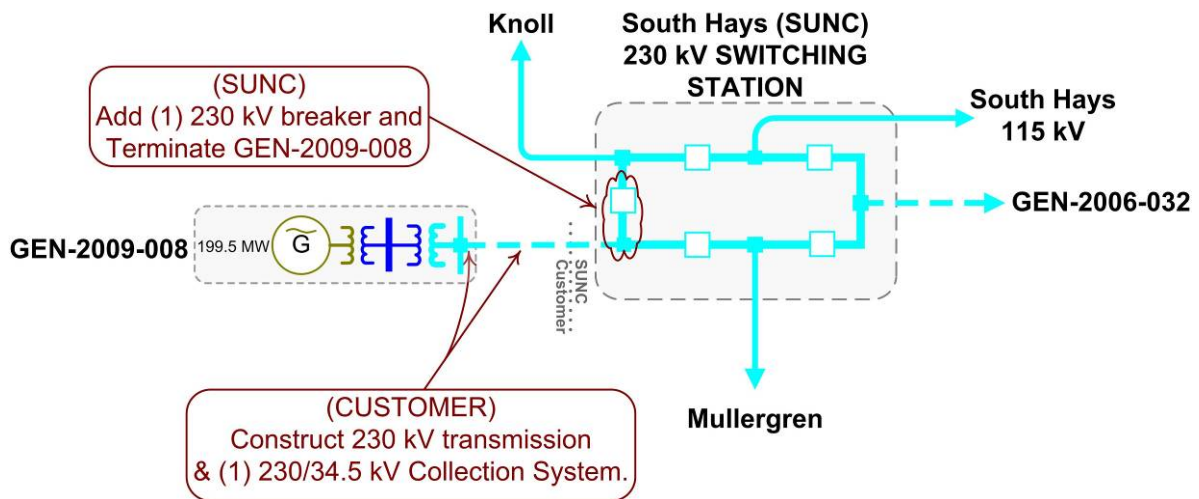 Knoll
South Hays (SUNC)
230 kV SWITCHING
STATION
(SUNC)
Add (1) 230 kV breaker and
Terminate GEN-2009-008
South Hays
115 kV
GEN-2006-032
GEN-2009-008
199.5 MW
G
SUNC
Customer
Mullergren
(CUSTOMER)
Construct 230 kV transmission
& (1) 230/34.5 kV Collection System.